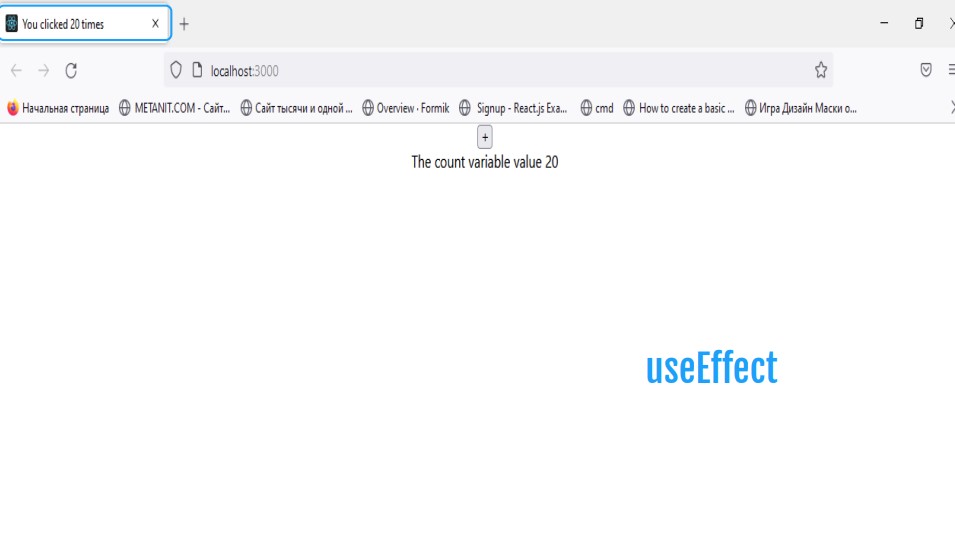 You clicked 20 times
localhost:3000
Начальная страница METANIT.COM - Сайт... Сайт тысячи и одной ... Overview · Formik Signup - React.js Exa... cmd How to create a basic ... Игра Дизайн Маски о...
+
The count variable value 20
useEffect